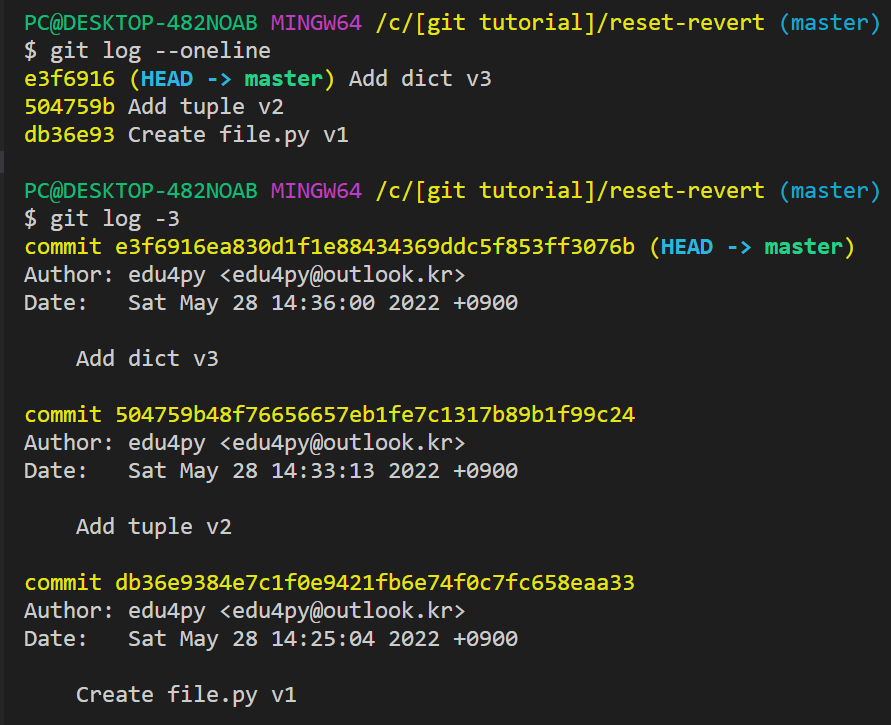 PC@DESKTOP-482NOAB MINGW64 /c/[git tutorial]/reset-revert (master)
$ git log --oneline
e3f6916 (HEAD -> master) Add dict v3
504759b Add tuple v2
db36e93 Create file.py v1
PC@DESKTOP-482NOAB MINGW64 /c/[git tutorial]/reset-revert (master)
$ git log -3
commit e3f6916ea830d1f1e88434369ddc5f853ff3076b (HEAD -> master)
Author: edu4py <edu4py@outlook.kr>
Date:   Sat May 28 14:36:00 2022 +0900
    Add dict v3
commit 504759b48f76656657eb1fe7c1317b89b1f99c24
Author: edu4py <edu4py@outlook.kr>
Date:   Sat May 28 14:33:13 2022 +0900
    Add tuple v2
commit db36e9384e7c1f0e9421fb6e74f0c7fc658eaa33
Author: edu4py <edu4py@outlook.kr>
Date:   Sat May 28 14:25:04 2022 +0900
    Create file.py v1